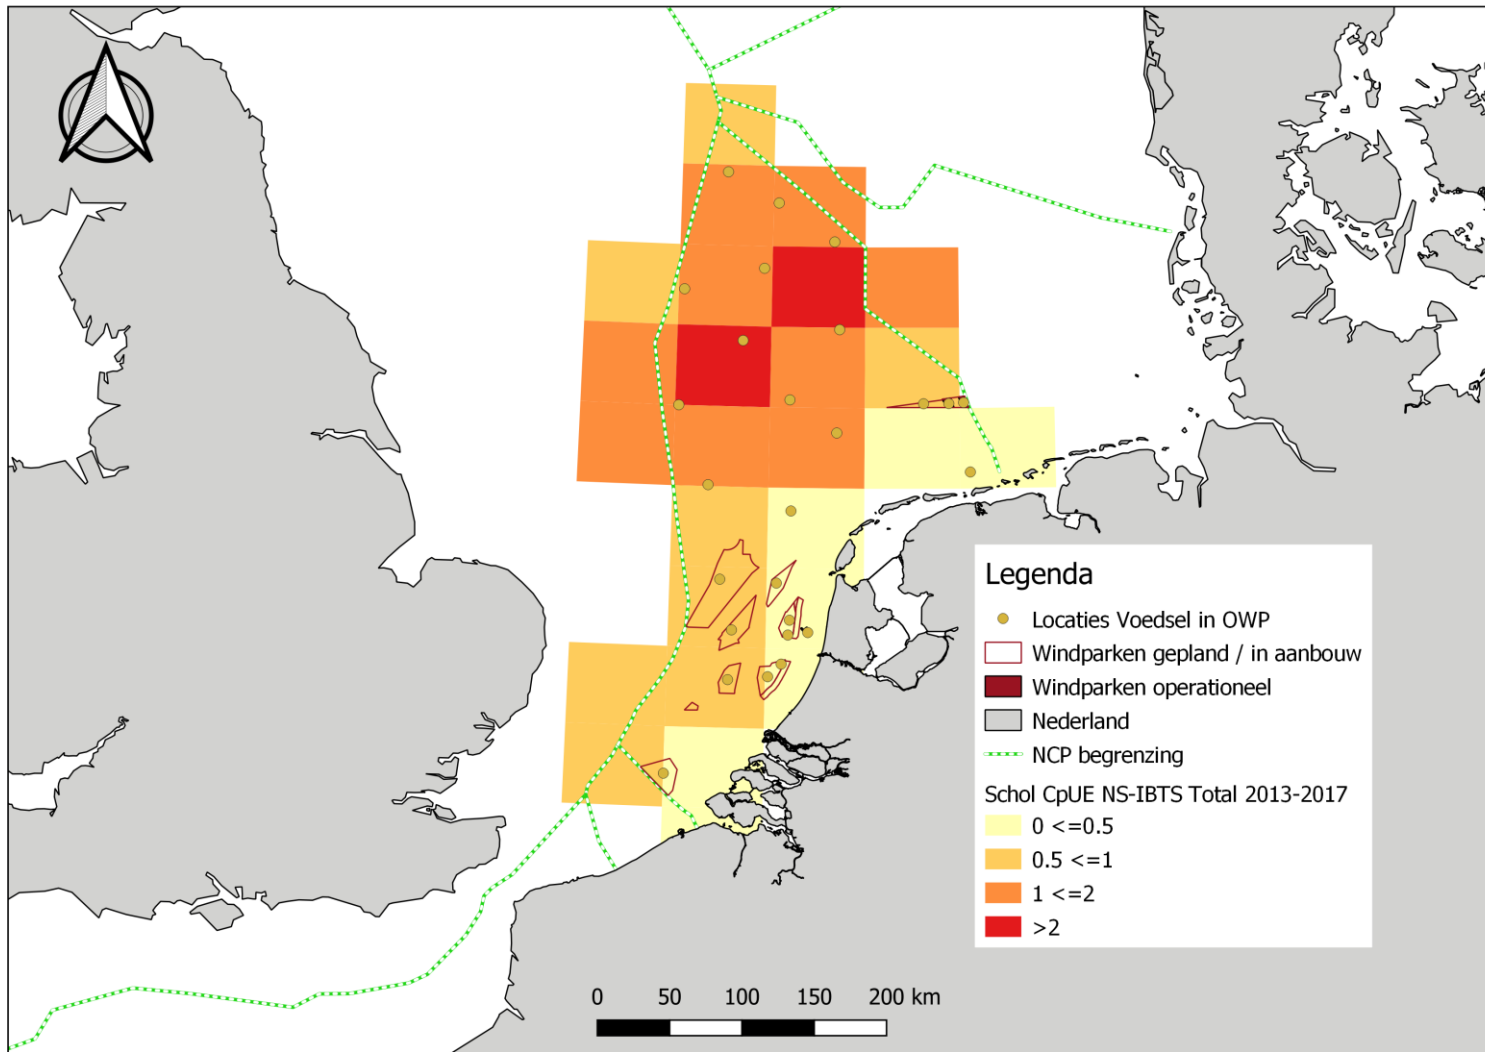 Legenda
Locaties Voedsel in OWP
Windparken gepland / in aanbouw
Windparken operationeel
Nederland
NCP begrenzing
Schol CpUE NS-IBTS Total 2013-2017
0 <=0.5
0.5 <=1
1 <=2
>2
0 50 100 150 200 km